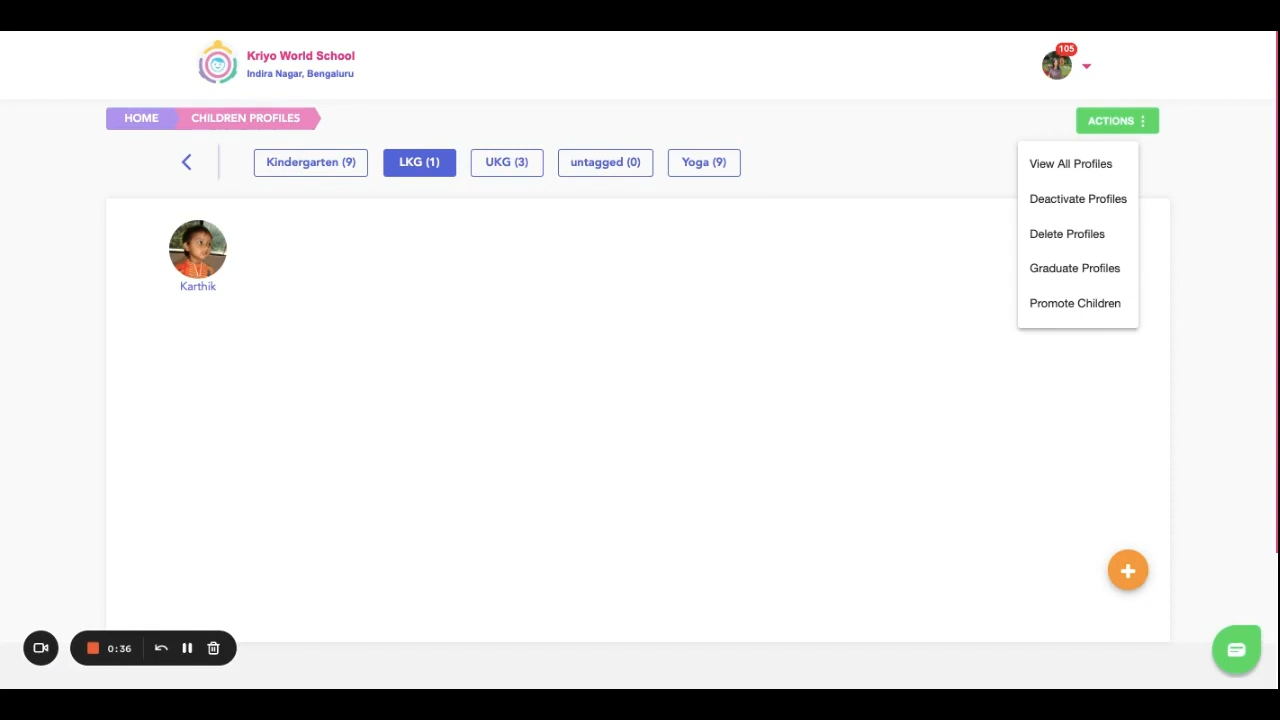 Kriyo World School
Indira Nagar, Bengaluru
105
HOME
CHILDREN PROFILES
ACTIONS
Kindergarten (9)
LKG (1)
UKG (3)
untagged (0)
Yoga (9)
View All Profiles
Deactivate Profiles
Delete Profiles
Graduate Profiles
Promote Children
Karthik
0:36